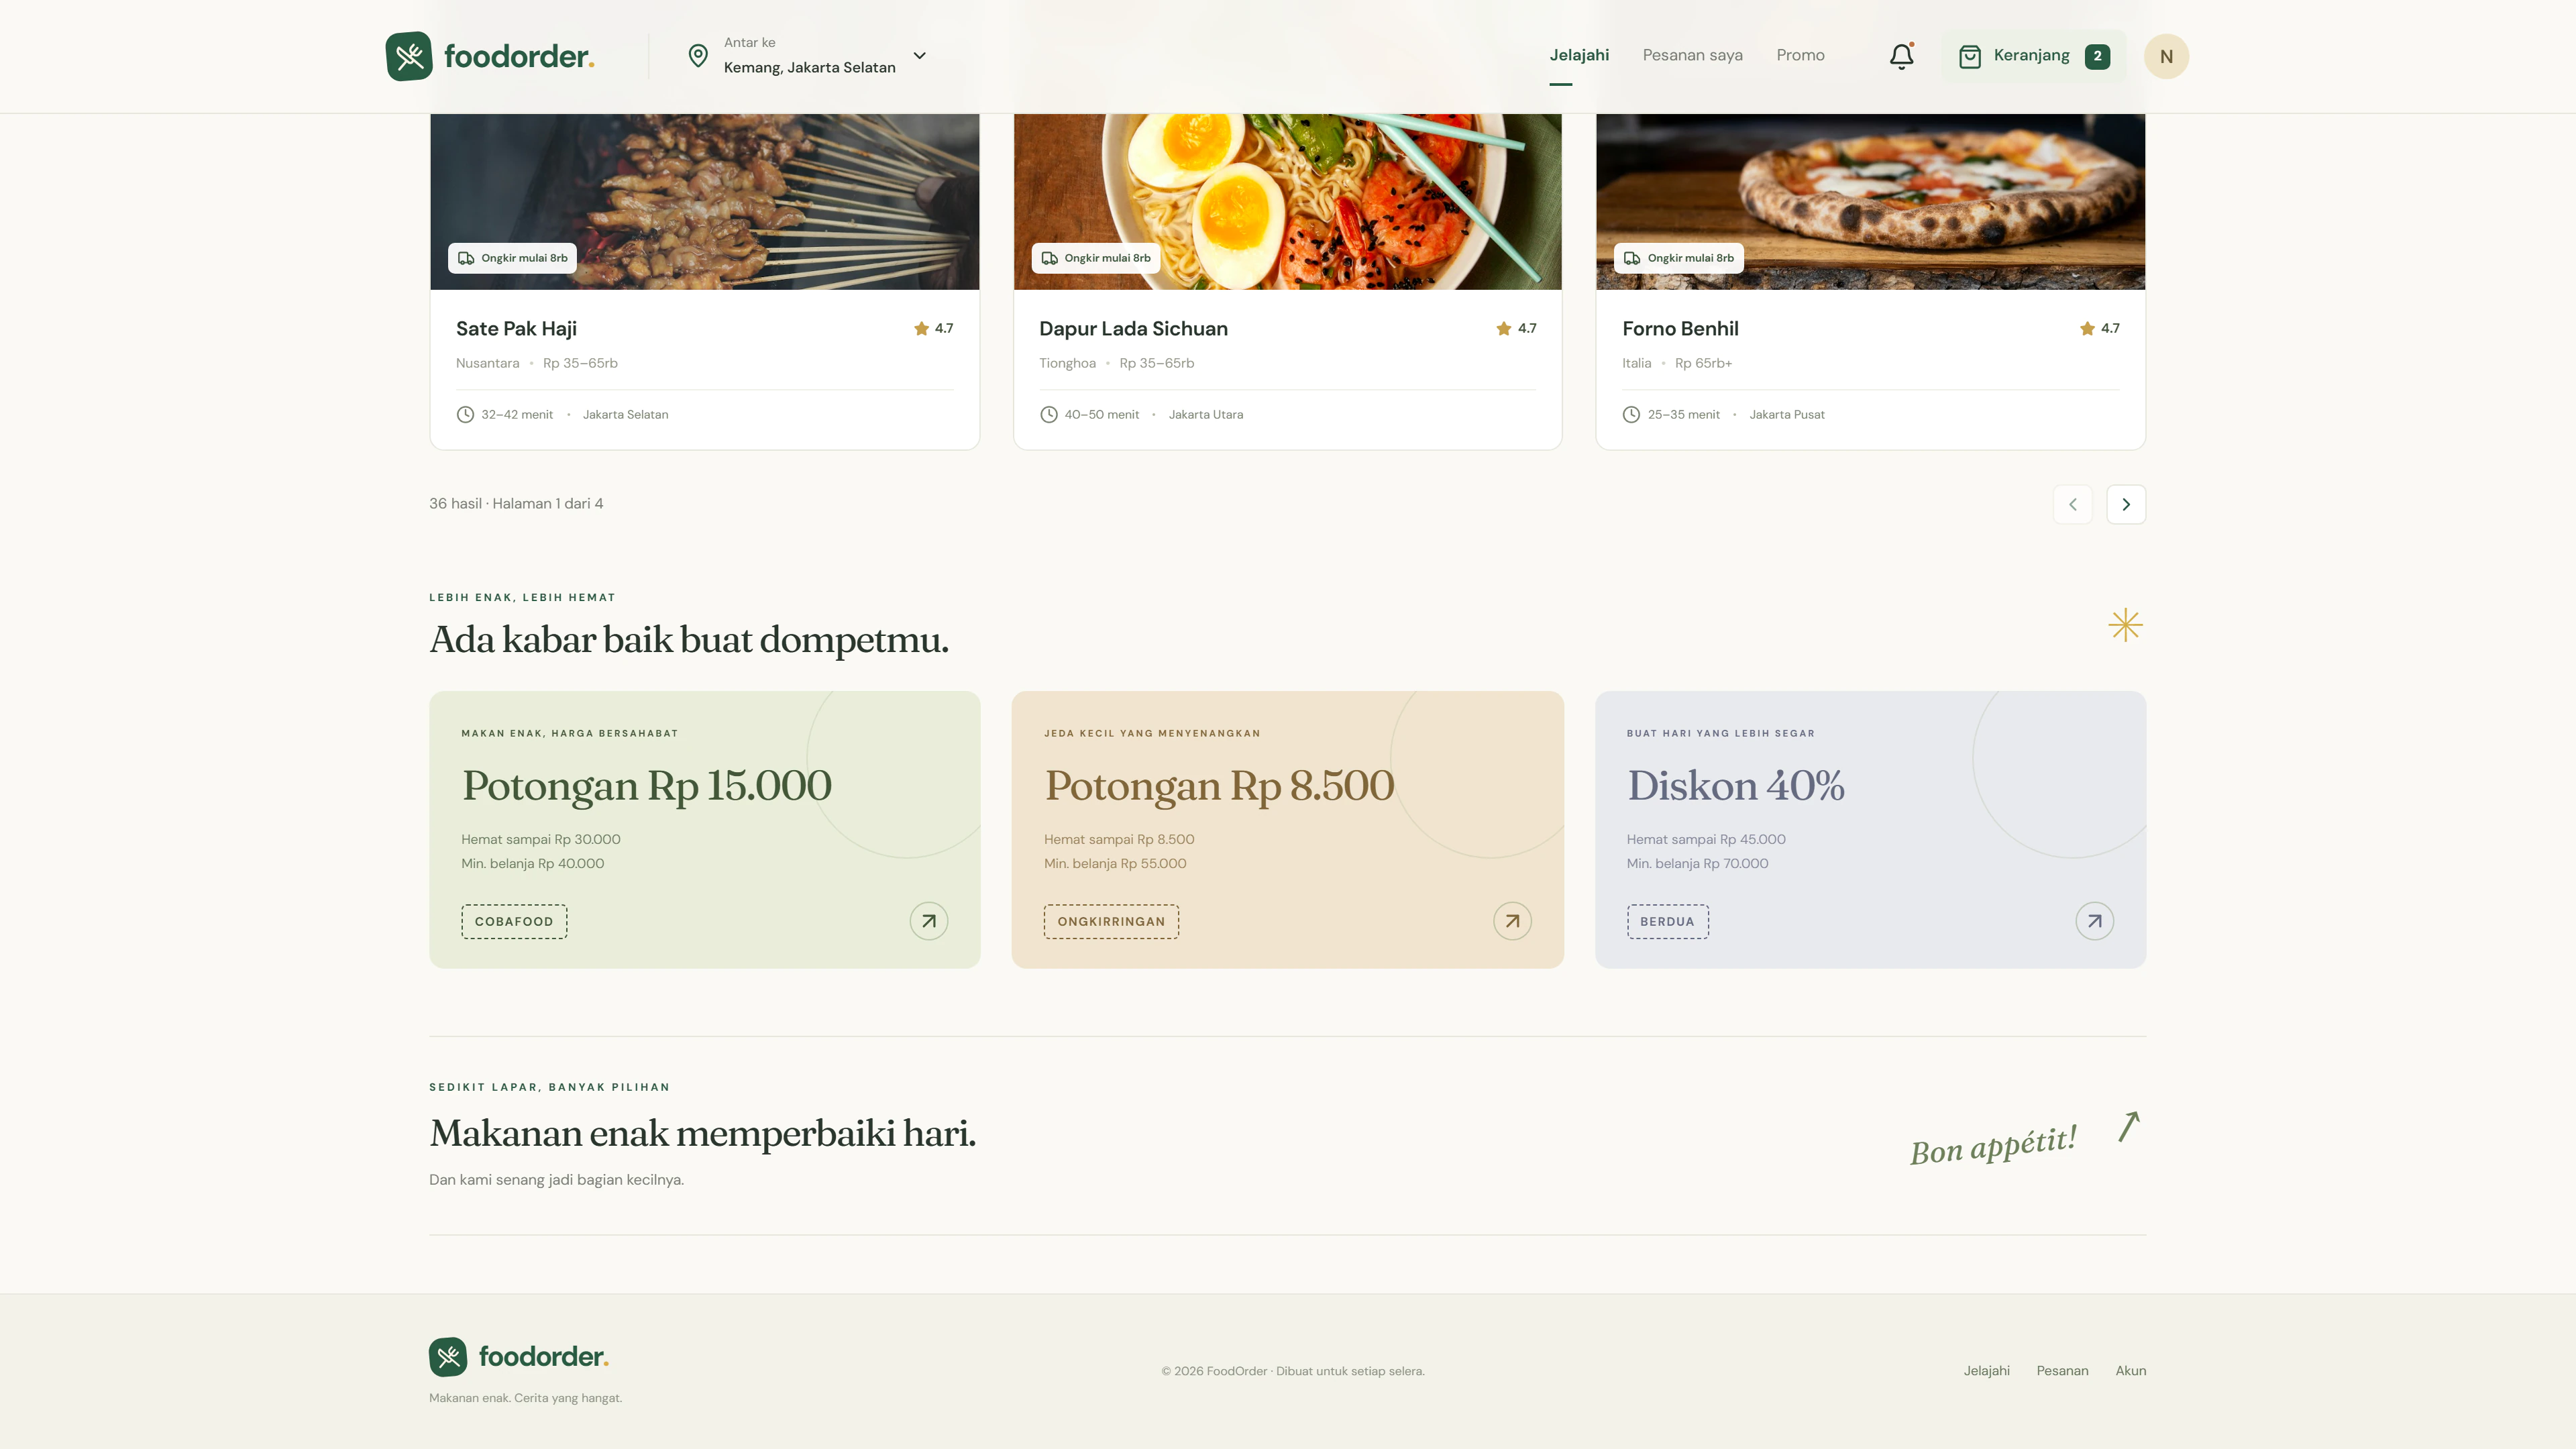 foodorder.
Antar ke
Kemang, Jakarta Selatan
Jelajahi
Pesanan saya
Promo
Keranjang
2
N
Ongkir mulai 8rb
Ongkir mulai 8rb
Ongkir mulai 8rb
Sate Pak Haji
4.7
Nusantara • Rp 35–65rb
32–42 menit • Jakarta Selatan
Dapur Lada Sichuan
4.7
Tionghoa • Rp 35–65rb
40–50 menit • Jakarta Utara
Forno Benhil
4.7
Italia • Rp 65rb+
25–35 menit • Jakarta Pusat
36 hasil · Halaman 1 dari 4
LEBIH ENAK, LEBIH HEMAT
Ada kabar baik buat dompetmu.
MAKAN ENAK, HARGA BERSAHABAT
Potongan Rp 15.000
Hemat sampai Rp 30.000
Min. belanja Rp 40.000
COBAFOOD
JEDA KECIL YANG MENYENANGKAN
Potongan Rp 8.500
Hemat sampai Rp 8.500
Min. belanja Rp 55.000
ONGKIRRINGAN
BUAT HARI YANG LEBIH SEGAR
Diskon 40%
Hemat sampai Rp 45.000
Min. belanja Rp 70.000
BERDUA
SEDIKIT LAPAR, BANYAK PILIHAN
Makanan enak memperbaiki hari.
Dan kami senang jadi bagian kecilnya.
Bon appétit!
foodorder.
Makanan enak. Cerita yang hangat.
© 2026 FoodOrder · Dibuat untuk setiap selera.
Jelajahi
Pesanan
Akun